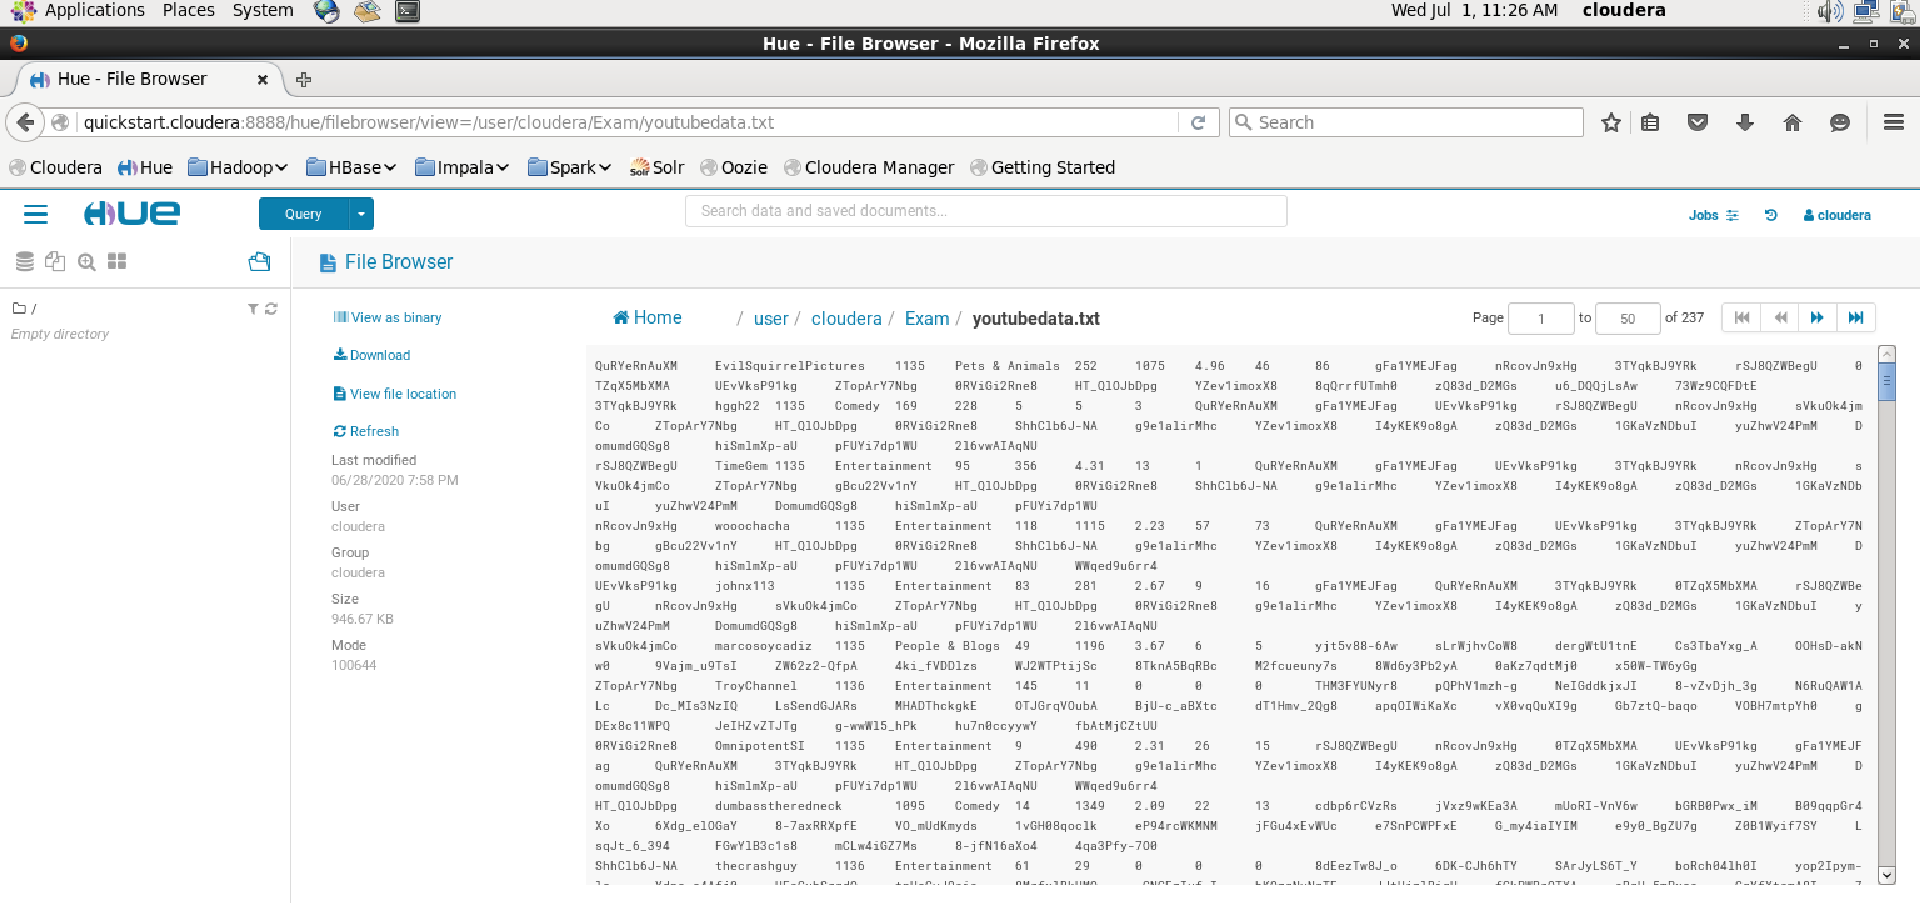 Applications Places System Wed Jul 1, 11:26 AM cloudera
Hue - File Browser - Mozilla Firefox
Hue - File Browser
quickstart.cloudera:8888/hue/filebrowser/view=/user/cloudera/Exam/youtubedata.txt Search
Cloudera Hue Hadoop HBase Impala Spark Solr Oozie Cloudera Manager Getting Started
HUE Query Search data and saved documents... Jobs cloudera
File Browser
/
Empty directory
View as binary
Download
View file location
Refresh
Last modified
06/28/2020 7:58 PM
User
cloudera
Group
cloudera
Size
946.67 KB
Mode
100644
Home / user / cloudera / Exam / youtubedata.txt Page 1 to 50 of 237
QuRYeRnAuXM EvilSquirrelPictures 1135 Pets & Animals 252 1075 4.96 46 86 gFa1YMEJFag nRcovJn9xHg 3TYqkBJ9YRk rSJ8QZWBegU 0
TZqX5MbXMA UEvVksP91kg ZTopArY7Nbg 0RViGi2Rne8 HT_QlOJbDpg YZev1imoxX8 8qQrrfUTmh0 zQ83d_D2MGs u6_DQQjLsAw 73Wz9CQFDtE
3TYqkBJ9YRk hggh22 1135 Comedy 169 228 5 5 3 QuRYeRnAuXM gFa1YMEJFag UEvVksP91kg rSJ8QZWBegU nRcovJn9xHg sVkuOk4jm
Co ZTopArY7Nbg HT_QlOJbDpg 0RViGi2Rne8 ShhClb6J-NA g9e1alirMhc YZev1imoxX8 I4yKEK9o8gA zQ83d_D2MGs 1GKaVzNDbuI yuZhwV24PmM D
omumdGQSg8 hiSmlmXp-aU pFUYi7dp1WU 2l6vwAIAqNU
rSJ8QZWBegU TimeGem 1135 Entertainment 95 356 4.31 13 1 QuRYeRnAuXM gFa1YMEJFag UEvVksP91kg 3TYqkBJ9YRk nRcovJn9xHg s
VkuOk4jmCo ZTopArY7Nbg gBcu22Vv1nY HT_QlOJbDpg 0RViGi2Rne8 ShhClb6J-NA g9e1alirMhc YZev1imoxX8 I4yKEK9o8gA zQ83d_D2MGs 1GKaVzNDb
uI yuZhwV24PmM DomumdGQSg8 hiSmlmXp-aU pFUYi7dp1WU
nRcovJn9xHg wooochacha 1135 Entertainment 118 1115 2.23 57 73 QuRYeRnAuXM gFa1YMEJFag UEvVksP91kg 3TYqkBJ9YRk ZTopArY7N
bg gBcu22Vv1nY HT_QlOJbDpg 0RViGi2Rne8 ShhClb6J-NA g9e1alirMhc YZev1imoxX8 I4yKEK9o8gA zQ83d_D2MGs 1GKaVzNDbuI yuZhwV24PmM D
omumdGQSg8 hiSmlmXp-aU pFUYi7dp1WU 2l6vwAIAqNU WWqed9u6rr4
UEvVksP91kg johnx113 1135 Entertainment 83 281 2.67 9 16 gFa1YMEJFag QuRYeRnAuXM 3TYqkBJ9YRk 0TZqX5MbXMA rSJ8QZWBe
gU nRcovJn9xHg sVkuOk4jmCo ZTopArY7Nbg HT_QlOJbDpg 0RViGi2Rne8 g9e1alirMhc YZev1imoxX8 I4yKEK9o8gA zQ83d_D2MGs 1GKaVzNDbuI y
uZhwV24PmM DomumdGQSg8 hiSmlmXp-aU pFUYi7dp1WU 2l6vwAIAqNU
sVkuOk4jmCo marcosoycadiz 1135 People & Blogs 49 1196 3.67 6 5 yjt5v88-6Aw sLrWjhvCoW8 dergWtU1tnE Cs3TbaYxg_A OOHsD-akN
w0 9Vajm_u9TsI ZW62z2-QfpA 4ki_fVDDlzs WJ2WTPtijSc 8TknA5BqRBc M2fcueuny7s 8Wd6y3Pb2yA 0aKz7qdtMj0 x50W-TW6yGg
ZTopArY7Nbg TroyChannel 1136 Entertainment 145 11 0 0 0 THM3FYUNyr8 pQPhV1mzh-g NeIGddkjxJI 8-vZvDjh_3g N6RuQAW1A
Lc Dc_MIs3NzIQ LsSendGJARs MHADThckgkE OTJGrqVOubA BjU-c_aBXtc dT1Hmv_2Qg8 apqOIWiKaXc vX0vqQuXI9g Gb7ztQ-baqo VOBH7mtpYh0 g
DEx8c11WPQ JeIHZvZTJTg g-wwWl5_hPk hu7n0ccyywY fbAtMjCZtUU
0RViGi2Rne8 OmnipotentSI 1135 Entertainment 9 490 2.31 26 15 rSJ8QZWBegU nRcovJn9xHg 0TZqX5MbXMA UEvVksP91kg gFa1YMEJF
ag QuRYeRnAuXM 3TYqkBJ9YRk HT_QlOJbDpg ZTopArY7Nbg g9e1alirMhc YZev1imoxX8 I4yKEK9o8gA zQ83d_D2MGs 1GKaVzNDbuI yuZhwV24PmM D
omumdGQSg8 hiSmlmXp-aU pFUYi7dp1WU 2l6vwAIAqNU WWqed9u6rr4
HT_QlOJbDpg dumbasstheredneck 1095 Comedy 14 1349 2.09 22 13 cdbp6rCVzRs jVxz9wKEa3A mUoRI-VnV6w bGRB0Pwx_iM B09qqpGr4
Xo 6Xdg_elOGaY 8-7axRRXpfE VO_mUdKmyds 1vGH08qoclk eP94rcWKMNM jFGu4xEvWUc e7SnPCWPFxE G_my4iaIYIM e9y0_BgZU7g Z0B1Wyif7SY L
sqJt_6_394 FGwYlB3c1s8 mCLw4iGZ7Ms 8-jfN16aXo4 4qa3Pfy-700
ShhClb6J-NA thecrashguy 1136 Entertainment 61 29 0 0 0 8dEezTw8J_o 6DK-CJh6hTY SArJyLS6T_Y boRch04lh0I yop2Ipym-